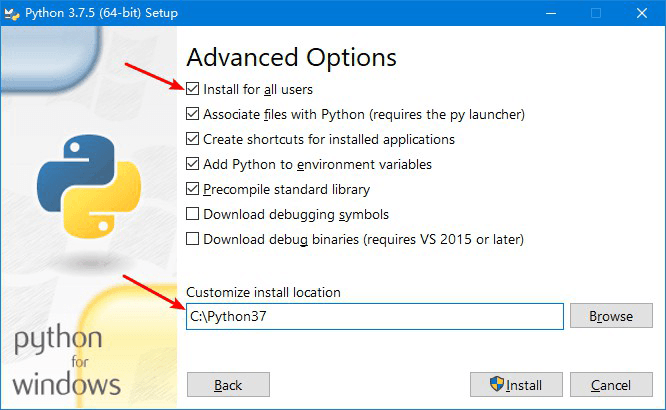 Python 3.7.5 (64-bit) Setup
Advanced Options
Install for all users
Associate files with Python (requires the py launcher)
Create shortcuts for installed applications
Add Python to environment variables
Precompile standard library
Download debugging symbols
Download debug binaries (requires VS 2015 or later)
Customize install location
C:\Python37
Browse
python
for
windows
Back
Install
Cancel